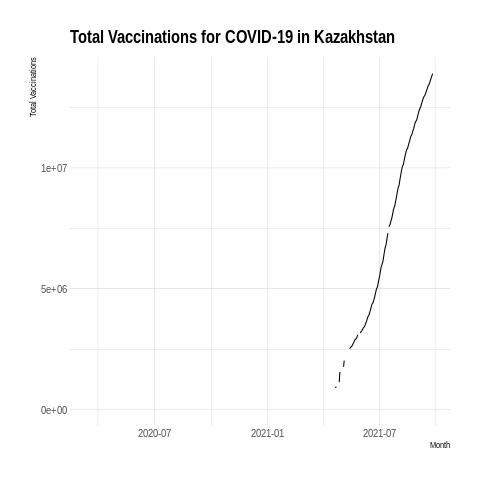 Total Vaccinations for COVID-19 in Kazakhstan
Total Vaccinations
1e+07
5e+06
0e+00
2020-07 2021-01 2021-07
Month